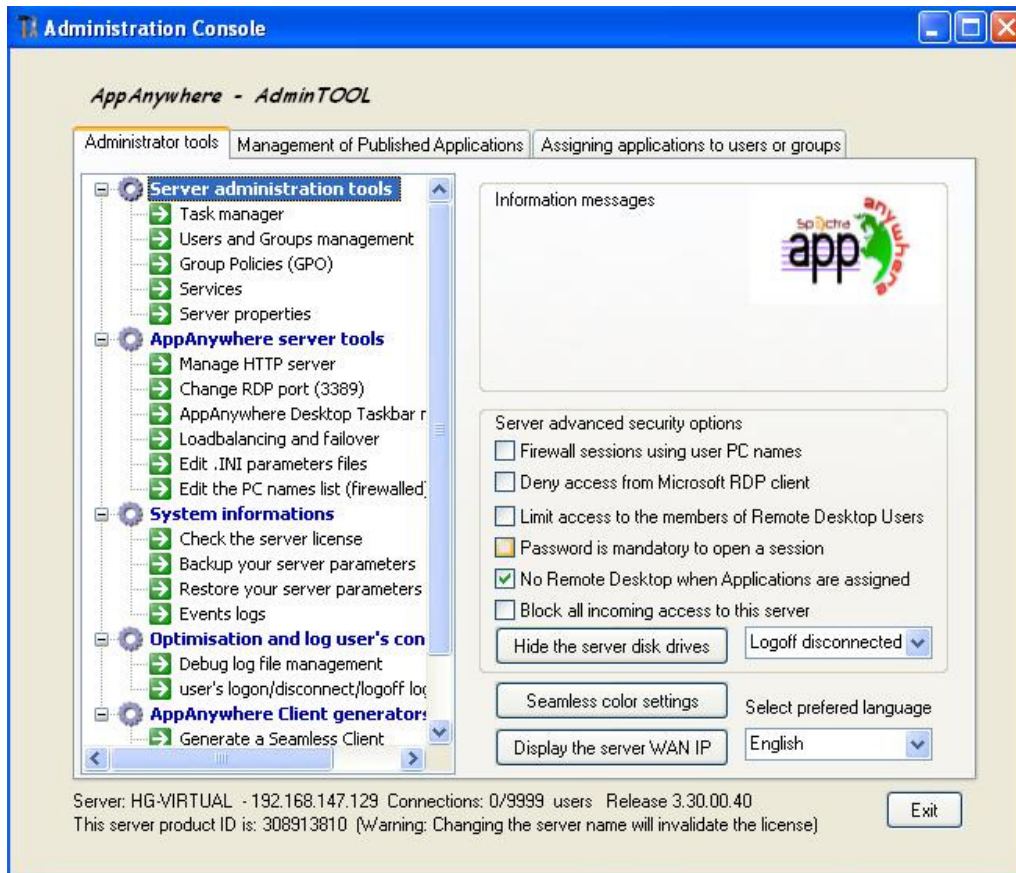 Administration Console
AppAnywhere - AdminTOOL
Administrator tools
Management of Published Applications
Assigning applications to users or groups
Server administration tools
Task manager
Users and Groups management
Group Policies (GPO)
Services
Server properties
AppAnywhere server tools
Manage HTTP server
Change RDP port (3389)
AppAnywhere Desktop Taskbar
Loadbalancing and failover
Edit .INI parameters files
Edit the PC names list (firewalled
System informations
Check the server license
Backup your server parameters
Restore your server parameters
Events logs
Optimisation and log user's con
Debug log file management
user's logon/disconnect/logoff log
AppAnywhere Client generators
Generate a Seamless Client
Information messages
app
anywhere
Server advanced security options
Firewall sessions using user PC names
Deny access from Microsoft RDP client
Limit access to the members of Remote Desktop Users
Password is mandatory to open a session
No Remote Desktop when Applications are assigned
Block all incoming access to this server
Hide the server disk drives
Logoff disconnected
Seamless color settings
Select prefered language
Display the server WAN IP
English
Server: HG-VIRTUAL - 192.168.147.129 Connections: 0/9999 users Release 3.30.00.40
This server product ID is: 308913810 (Warning: Changing the server name will invalidate the license)
Exit